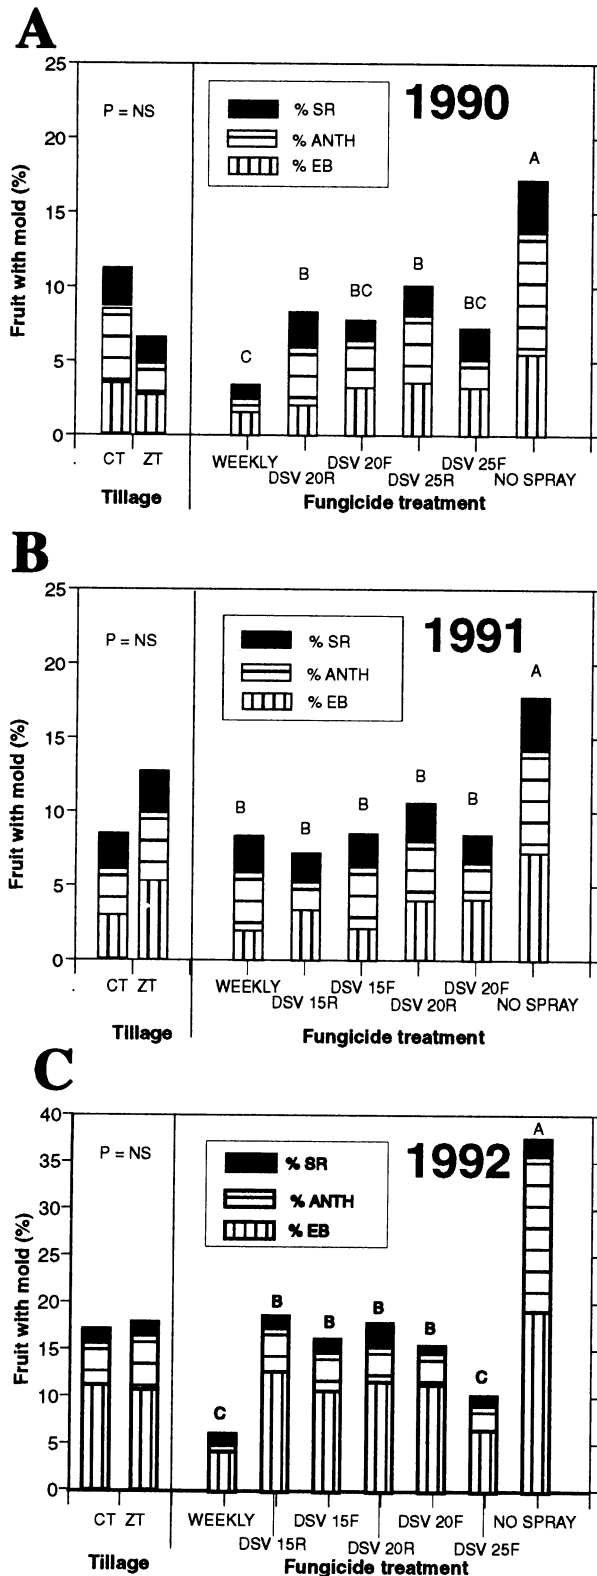 A
25
20
15
10
5
0
Fruit with mold (%)
P = NS
1990
% SR
% ANTH
% EB
C
B
BC
B
BC
A
CT ZT
WEEKLY
DSV 20R
DSV 20F
DSV 25R
DSV 25F
NO SPRAY
Tillage
Fungicide treatment
B
25
20
15
10
5
0
Fruit with mold (%)
P = NS
1991
% SR
% ANTH
% EB
B
B
B
B
B
A
CT ZT
WEEKLY
DSV 15R
DSV 15F
DSV 20R
DSV 20F
NO SPRAY
Tillage
Fungicide treatment
C
40
35
30
25
20
15
10
5
0
Fruit with mold (%)
P = NS
1992
% SR
% ANTH
% EB
C
B
B
B
B
C
A
CT ZT
WEEKLY
DSV 15R
DSV 15F
DSV 20R
DSV 20F
DSV 25F
NO SPRAY
Tillage
Fungicide treatment